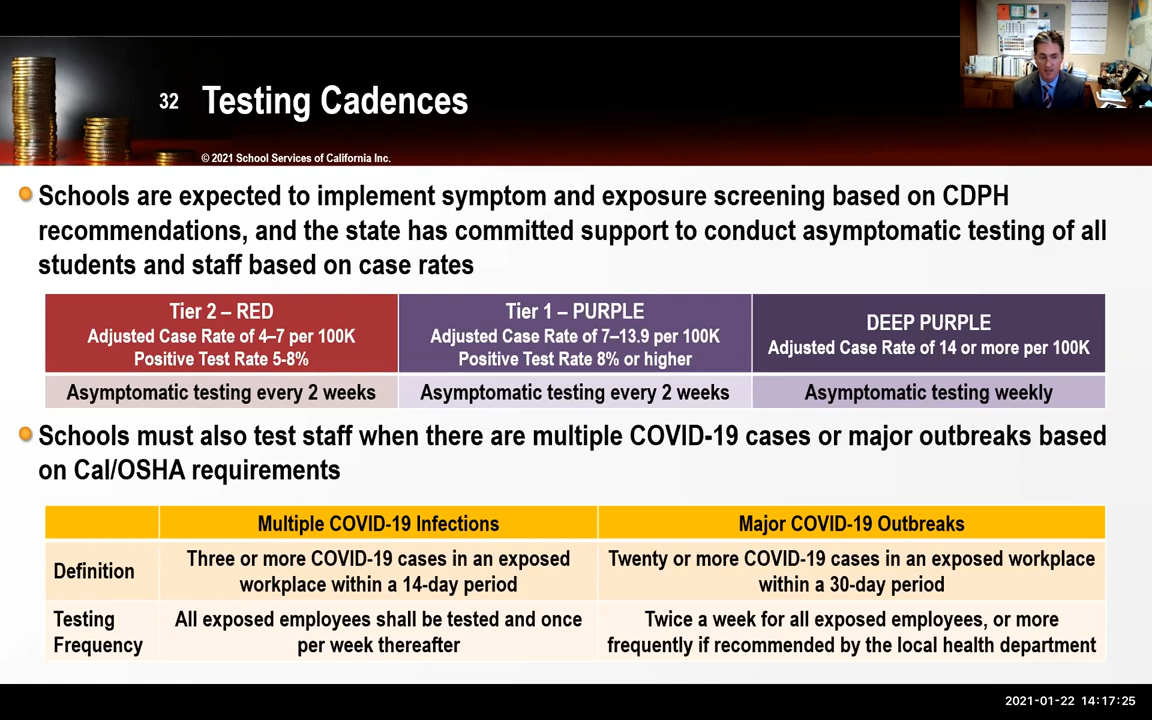 32 Testing Cadences
© 2021 School Services of California Inc.
Schools are expected to implement symptom and exposure screening based on CDPH
recommendations, and the state has committed support to conduct asymptomatic testing of all
students and staff based on case rates
Tier 2 – RED
Adjusted Case Rate of 4–7 per 100K
Positive Test Rate 5-8%
Tier 1 – PURPLE
Adjusted Case Rate of 7–13.9 per 100K
Positive Test Rate 8% or higher
DEEP PURPLE
Adjusted Case Rate of 14 or more per 100K
Asymptomatic testing every 2 weeks
Asymptomatic testing every 2 weeks
Asymptomatic testing weekly
Schools must also test staff when there are multiple COVID-19 cases or major outbreaks based
on Cal/OSHA requirements
Multiple COVID-19 Infections
Major COVID-19 Outbreaks
Definition
Three or more COVID-19 cases in an exposed
workplace within a 14-day period
Twenty or more COVID-19 cases in an exposed workplace
within a 30-day period
Testing
Frequency
All exposed employees shall be tested and once
per week thereafter
Twice a week for all exposed employees, or more
frequently if recommended by the local health department
2021-01-22 14:17:25